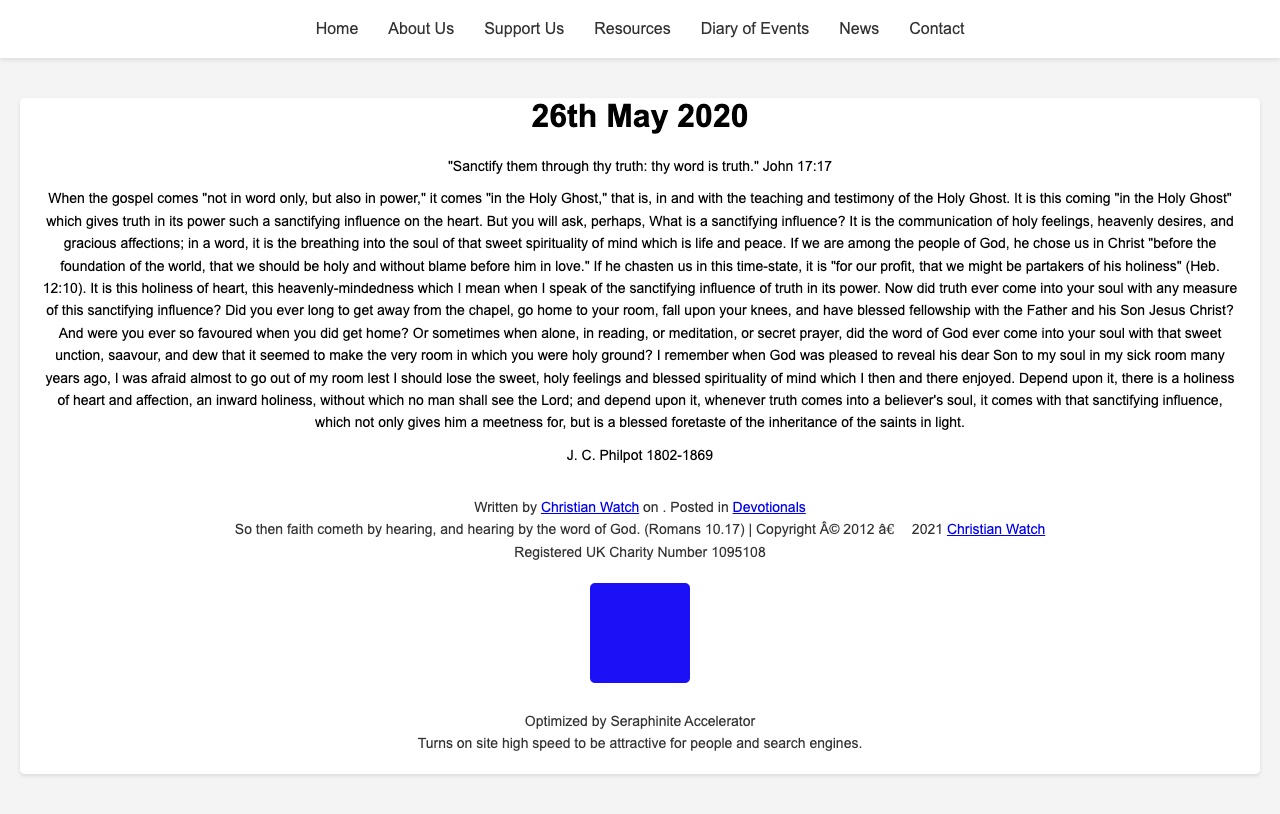 Home About Us Support Us Resources Diary of Events News Contact
26th May 2020
"Sanctify them through thy truth: thy word is truth." John 17:17
When the gospel comes "not in word only, but also in power," it comes "in the Holy Ghost," that is, in and with the teaching and testimony of the Holy Ghost. It is this coming "in the Holy Ghost"
which gives truth in its power such a sanctifying influence on the heart. But you will ask, perhaps, What is a sanctifying influence? It is the communication of holy feelings, heavenly desires, and
gracious affections; in a word, it is the breathing into the soul of that sweet spirituality of mind which is life and peace. If we are among the people of God, he chose us in Christ "before the
foundation of the world, that we should be holy and without blame before him in love." If he chasten us in this time-state, it is "for our profit, that we might be partakers of his holiness" (Heb.
12:10). It is this holiness of heart, this heavenly-mindedness which I mean when I speak of the sanctifying influence of truth in its power. Now did truth ever come into your soul with any measure
of this sanctifying influence? Did you ever long to get away from the chapel, go home to your room, fall upon your knees, and have blessed fellowship with the Father and his Son Jesus Christ?
And were you ever so favoured when you did get home? Or sometimes when alone, in reading, or meditation, or secret prayer, did the word of God ever come into your soul with that sweet
unction, saavour, and dew that it seemed to make the very room in which you were holy ground? I remember when God was pleased to reveal his dear Son to my soul in my sick room many
years ago, I was afraid almost to go out of my room lest I should lose the sweet, holy feelings and blessed spirituality of mind which I then and there enjoyed. Depend upon it, there is a holiness
of heart and affection, an inward holiness, without which no man shall see the Lord; and depend upon it, whenever truth comes into a believer's soul, it comes with that sanctifying influence,
which not only gives him a meetness for, but is a blessed foretaste of the inheritance of the saints in light.
J. C. Philpot 1802-1869
Written by Christian Watch on . Posted in Devotionals
So then faith cometh by hearing, and hearing by the word of God. (Romans 10.17) | Copyright Â© 2012 â€ 2021 Christian Watch
Registered UK Charity Number 1095108
Optimized by Seraphinite Accelerator
Turns on site high speed to be attractive for people and search engines.